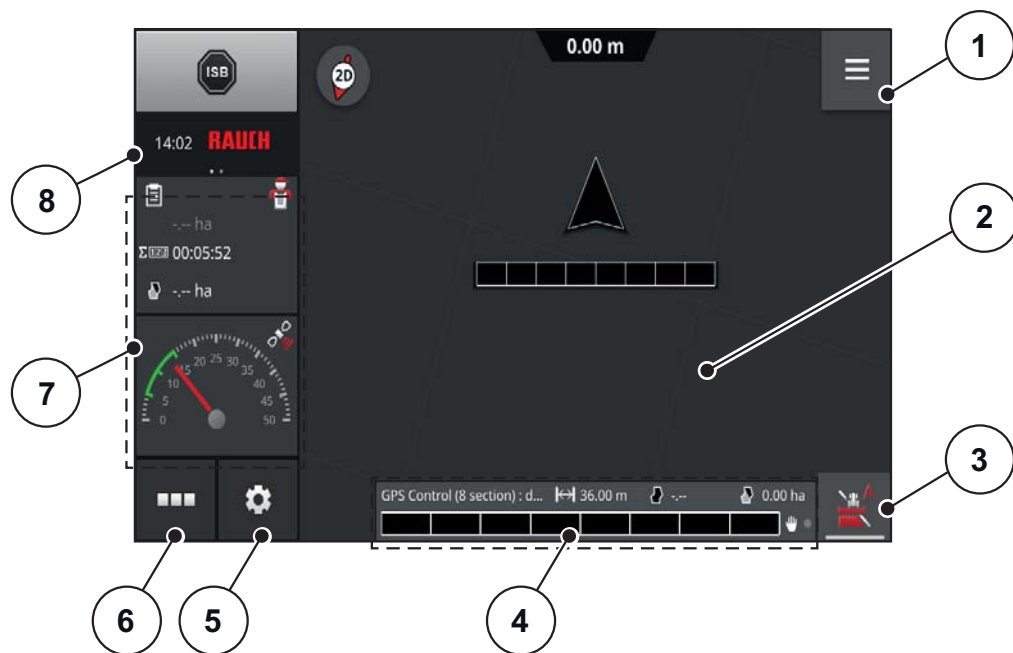 0.00 m
ISB
2D
14:02 RAUCH
-.-- ha
Σ 123 00:05:52
-.-- ha
0 5 10 15 20 25 30 35 40 45 50
GPS Control (8 section) : d... 36.00 m -.-- 0.00 ha
A
1
2
3
4
5
6
7
8